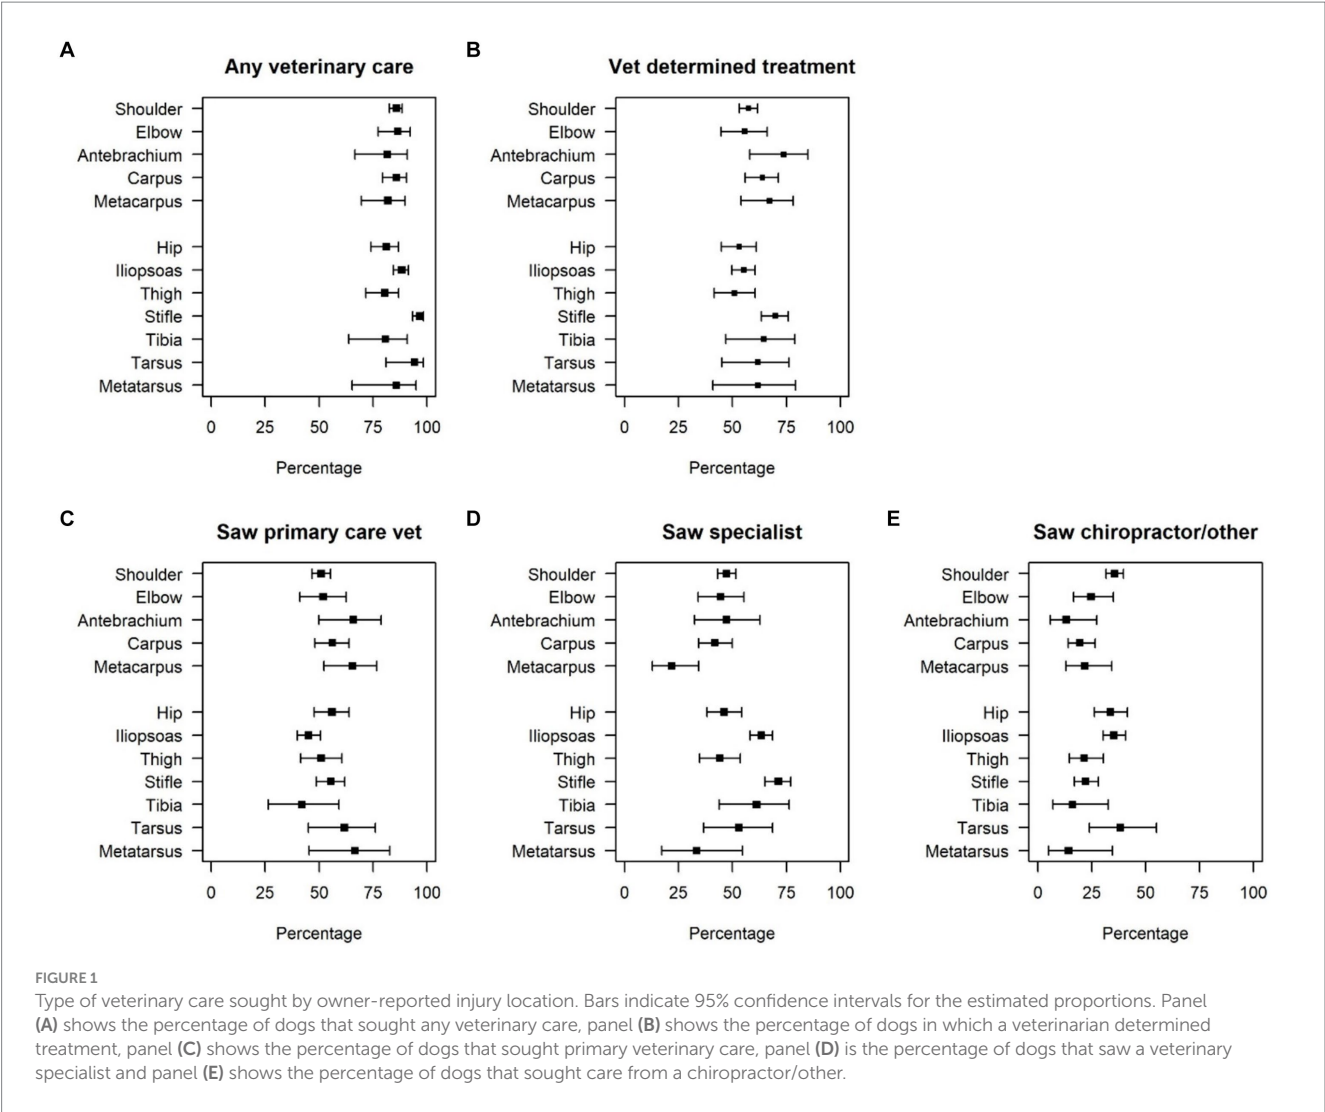 A
Any veterinary care
Shoulder
Elbow
Antebrachium
Carpus
Metacarpus
Hip
Iliopsoas
Thigh
Stifle
Tibia
Tarsus
Metatarsus
0 25 50 75 100
Percentage
B
Vet determined treatment
Shoulder
Elbow
Antebrachium
Carpus
Metacarpus
Hip
Iliopsoas
Thigh
Stifle
Tibia
Tarsus
Metatarsus
0 25 50 75 100
Percentage
C
Saw primary care vet
Shoulder
Elbow
Antebrachium
Carpus
Metacarpus
Hip
Iliopsoas
Thigh
Stifle
Tibia
Tarsus
Metatarsus
0 25 50 75 100
Percentage
D
Saw specialist
Shoulder
Elbow
Antebrachium
Carpus
Metacarpus
Hip
Iliopsoas
Thigh
Stifle
Tibia
Tarsus
Metatarsus
0 25 50 75 100
Percentage
E
Saw chiropractor/other
Shoulder
Elbow
Antebrachium
Carpus
Metacarpus
Hip
Iliopsoas
Thigh
Stifle
Tibia
Tarsus
Metatarsus
0 25 50 75 100
Percentage
FIGURE 1
Type of veterinary care sought by owner-reported injury location. Bars indicate 95% confidence intervals for the estimated proportions. Panel
(A) shows the percentage of dogs that sought any veterinary care, panel (B) shows the percentage of dogs in which a veterinarian determined
treatment, panel (C) shows the percentage of dogs that sought primary veterinary care, panel (D) is the percentage of dogs that saw a veterinary
specialist and panel (E) shows the percentage of dogs that sought care from a chiropractor/other.